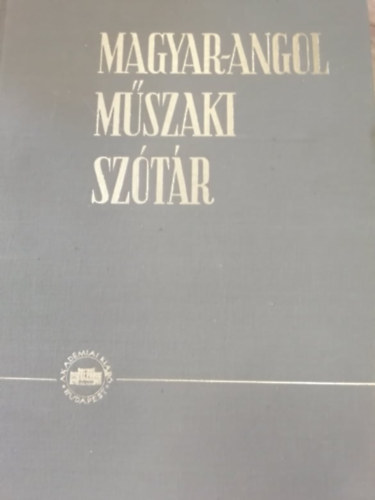 MAGYAR-ANGOL
MŰSZAKI
SZÓTÁR
AKADÉMIAI KIADÓ
BUDAPEST